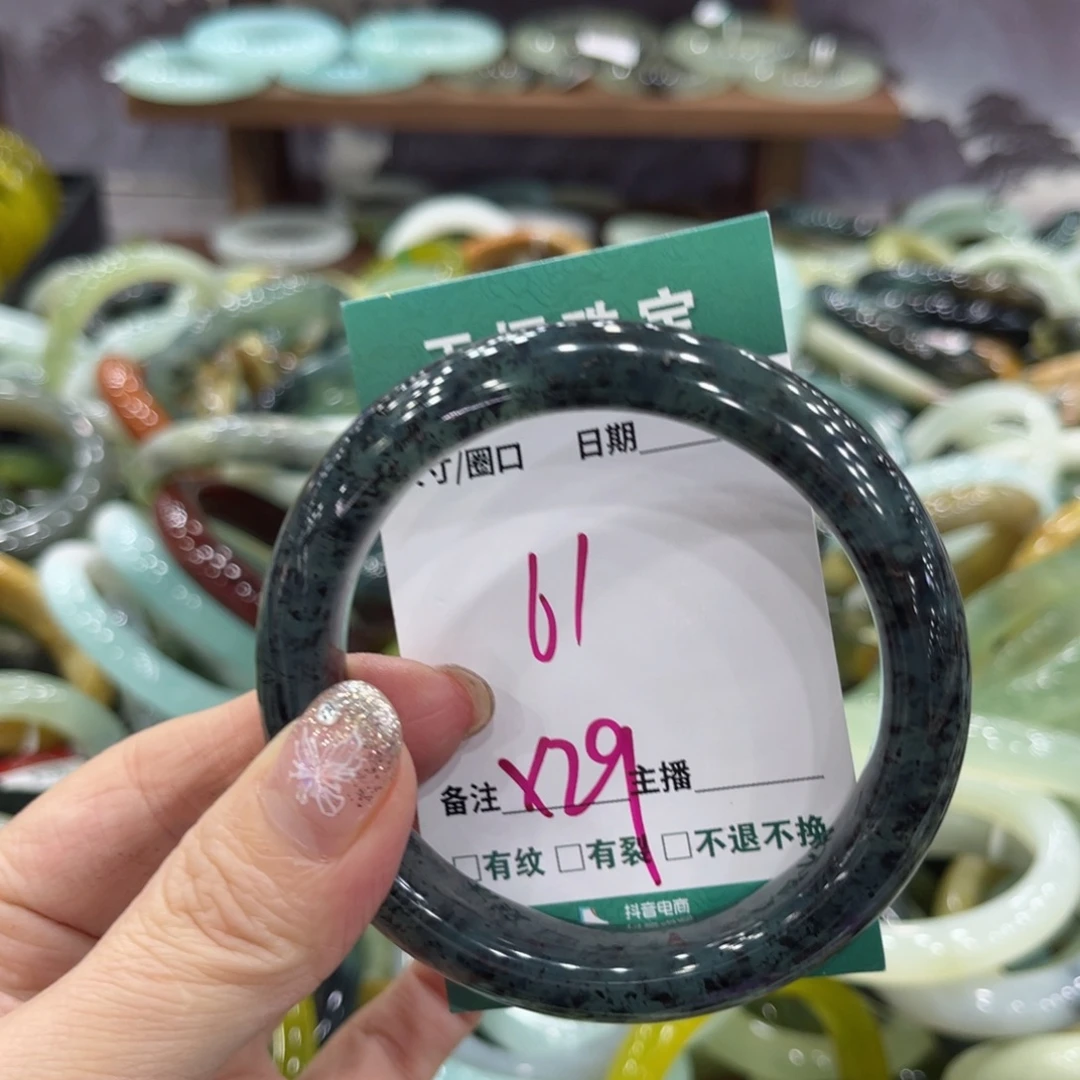 寸/圈口 日期
61
备注 X29 主播
□有纹 □有裂 □不退不换
抖音电商